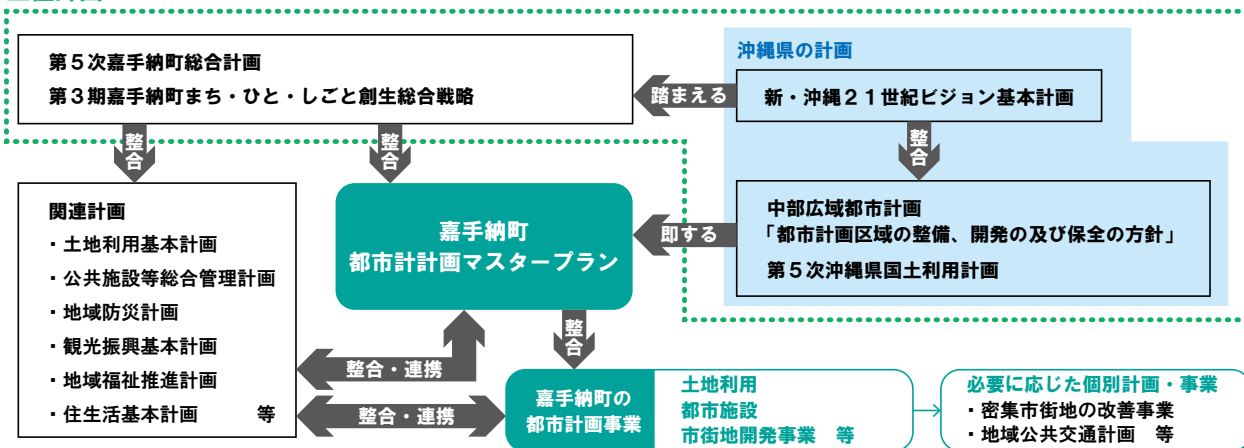 第５次嘉手納町総合計画
第３期嘉手納町まち・ひと・しごと創生総合戦略
踏まえる
沖縄県の計画
新・沖縄２１世紀ビジョン基本計画
整合
整合
整合
関連計画
・土地利用基本計画
・公共施設等総合管理計画
・地域防災計画
・観光振興基本計画
・地域福祉推進計画
・住生活基本計画　等
嘉手納町
都市計計画マスタープラン
即する
中部広域都市計画
「都市計画区域の整備、開発の及び保全の方針」
第５次沖縄県国土利用計画
整合・連携
整合
整合・連携
嘉手納町の
都市計画事業
土地利用
都市施設
市街地開発事業　等
必要に応じた個別計画・事業
・密集市街地の改善事業
・地域公共交通計画　等